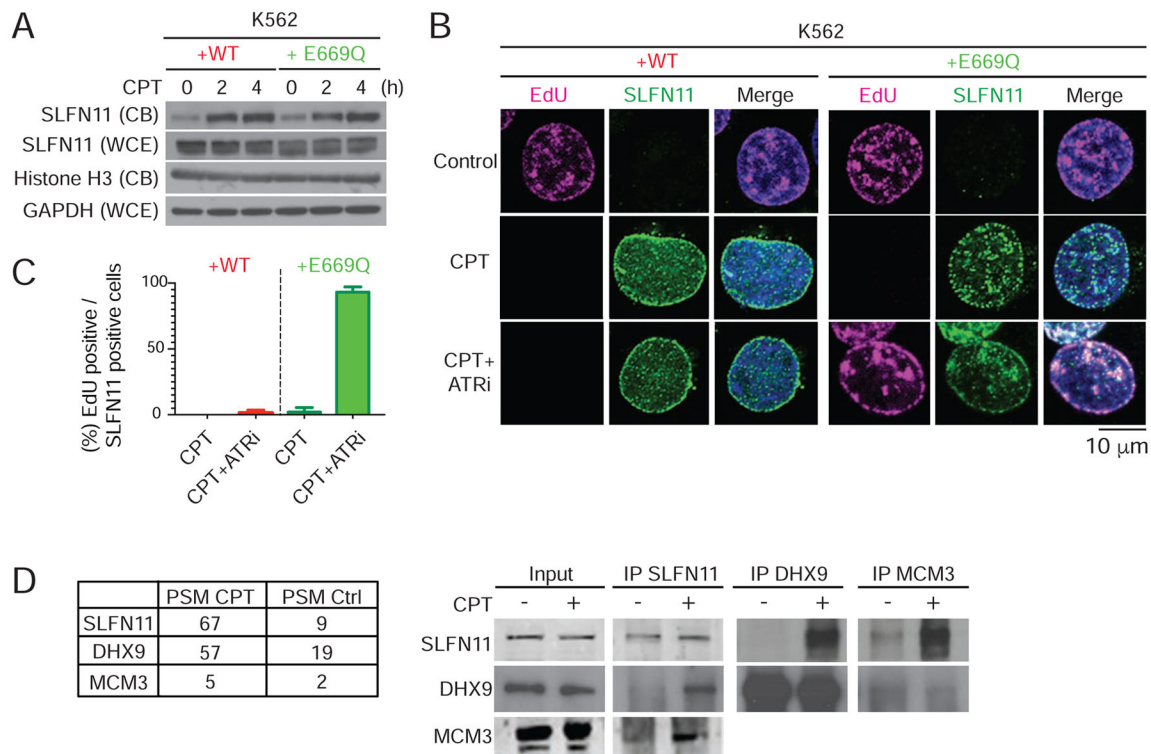 A
K562
+WT + E669Q
CPT 0 2 4 0 2 4 (h)
SLFN11 (CB)
SLFN11 (WCE)
Histone H3 (CB)
GAPDH (WCE)
B
K562
+WT +E669Q
EdU SLFN11 Merge EdU SLFN11 Merge
Control
CPT
CPT+
ATRi
10 µm
C
+WT +E669Q
(%) EdU positive /
SLFN11 positive cells
100
50
0
CPT CPT+ATRi CPT CPT+ATRi
D
PSM CPT PSM Ctrl
SLFN11 67 9
DHX9 57 19
MCM3 5 2
Input IP SLFN11 IP DHX9 IP MCM3
CPT - + - + - + - +
SLFN11
DHX9
MCM3